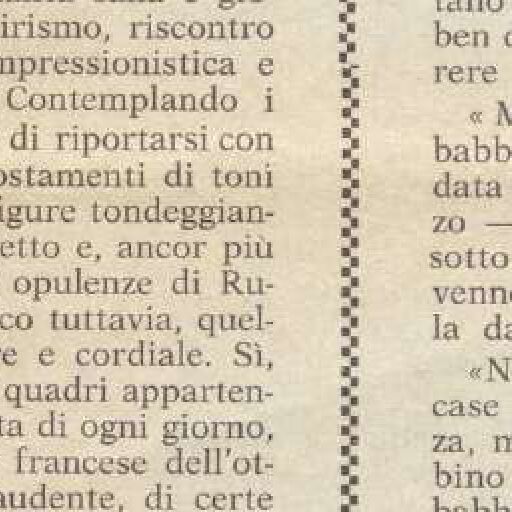 irismo, riscontro
mpressionistica e
Contemplando i
di riportarsi con
ostamenti di toni
igure tondeggian-
etto e, ancor più
opulenze di Ru-
co tuttavia, quel-
e e cordiale. Sì,
quadri apparten-
ta di ogni giorno,
francese dell'ot-
audente, di certe
tano
ben
rere
« M
babb
data
zo —
sotto
venn
la da
«N
case
za, m
bino